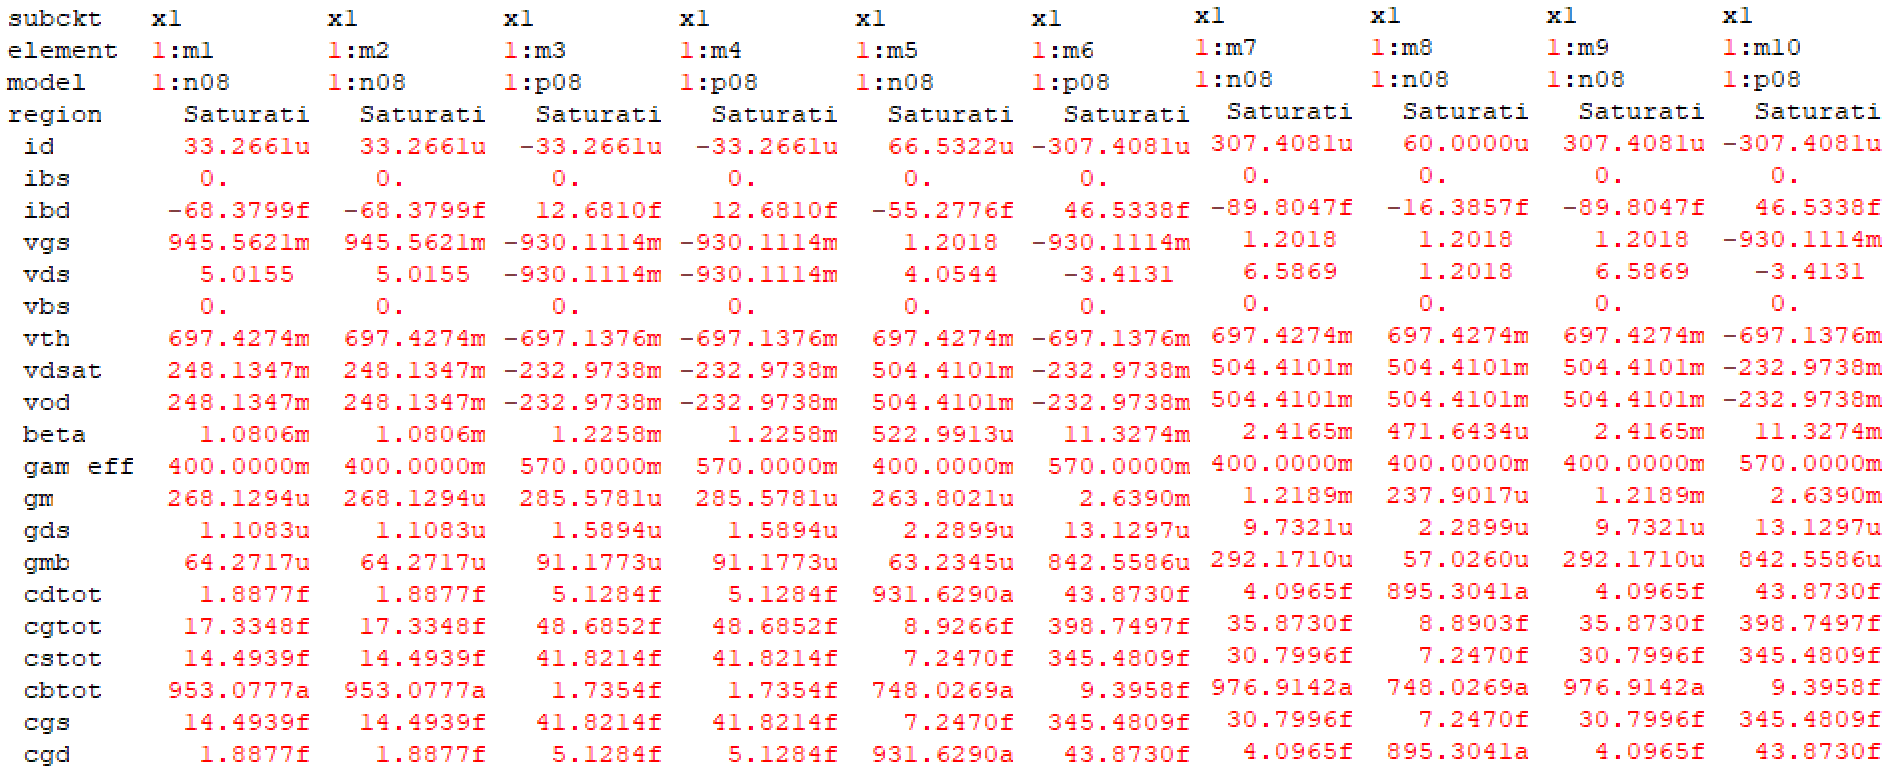 subckt x1 x1 x1 x1 x1 x1 x1 x1 x1 x1
element 1:m1 1:m2 1:m3 1:m4 1:m5 1:m6 1:m7 1:m8 1:m9 1:m10
model 1:n08 1:n08 1:p08 1:p08 1:n08 1:p08 1:n08 1:n08 1:n08 1:p08
region Saturati Saturati Saturati Saturati Saturati Saturati Saturati Saturati Saturati Saturati
id 33.2661u 33.2661u -33.2661u -33.2661u 66.5322u -307.4081u 307.4081u 60.0000u 307.4081u -307.4081u
ibs 0. 0. 0. 0. 0. 0. 0. 0. 0. 0.
ibd -68.3799f -68.3799f 12.6810f 12.6810f -55.2776f 46.5338f -89.8047f -16.3857f -89.8047f 46.5338f
vgs 945.5621m 945.5621m -930.1114m -930.1114m 1.2018 -930.1114m 1.2018 1.2018 1.2018 -930.1114m
vds 5.0155 5.0155 -930.1114m -930.1114m 4.0544 -3.4131 6.5869 1.2018 6.5869 -3.4131
vbs 0. 0. 0. 0. 0. 0. 0. 0. 0. 0.
vth 697.4274m 697.4274m -697.1376m -697.1376m 697.4274m -697.1376m 697.4274m 697.4274m 697.4274m -697.1376m
vdsat 248.1347m 248.1347m -232.9738m -232.9738m 504.4101m -232.9738m 504.4101m 504.4101m 504.4101m -232.9738m
vod 248.1347m 248.1347m -232.9738m -232.9738m 504.4101m -232.9738m 504.4101m 504.4101m 504.4101m -232.9738m
beta 1.0806m 1.0806m 1.2258m 1.2258m 522.9913u 11.3274m 2.4165m 471.6434u 2.4165m 11.3274m
gam eff 400.0000m 400.0000m 570.0000m 570.0000m 400.0000m 570.0000m 400.0000m 400.0000m 400.0000m 570.0000m
gm 268.1294u 268.1294u 285.5781u 285.5781u 263.8021u 2.6390m 1.2189m 237.9017u 1.2189m 2.6390m
gds 1.1083u 1.1083u 1.5894u 1.5894u 2.2899u 13.1297u 9.7321u 2.2899u 9.7321u 13.1297u
gmb 64.2717u 64.2717u 91.1773u 91.1773u 63.2345u 842.5586u 292.1710u 57.0260u 292.1710u 842.5586u
cdtot 1.8877f 1.8877f 5.1284f 5.1284f 931.6290a 43.8730f 4.0965f 895.3041a 4.0965f 43.8730f
cgtot 17.3348f 17.3348f 48.6852f 48.6852f 8.9266f 398.7497f 35.8730f 8.8903f 35.8730f 398.7497f
cstot 14.4939f 14.4939f 41.8214f 41.8214f 7.2470f 345.4809f 30.7996f 7.2470f 30.7996f 345.4809f
cbtot 953.0777a 953.0777a 1.7354f 1.7354f 748.0269a 9.3958f 976.9142a 748.0269a 976.9142a 9.3958f
cgs 14.4939f 14.4939f 41.8214f 41.8214f 7.2470f 345.4809f 30.7996f 7.2470f 30.7996f 345.4809f
cgd 1.8877f 1.8877f 5.1284f 5.1284f 931.6290a 43.8730f 4.0965f 895.3041a 4.0965f 43.8730f